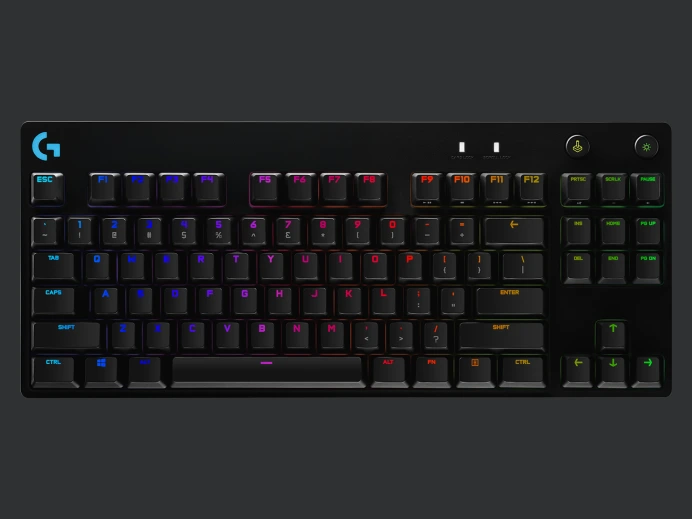 G
ESC F1 F2 F3 F4 F5 F6 F7 F8 F9 F10 F11 F12 PRTSC SCRLK PAUSE
1 2 3 4 5 6 7 8 9 0 - = ← INS HOME PG UP
! % ^ * ( )
TAB Q W E R T Y U I O P [ ] \ DEL END PG DN
{ } |
CAPS A S D F G H J K L ; ' ENTER
SHIFT Z X C V B N M , . / SHIFT ↑
< > ?
CTRL ALT FN CTRL ← ↓ →